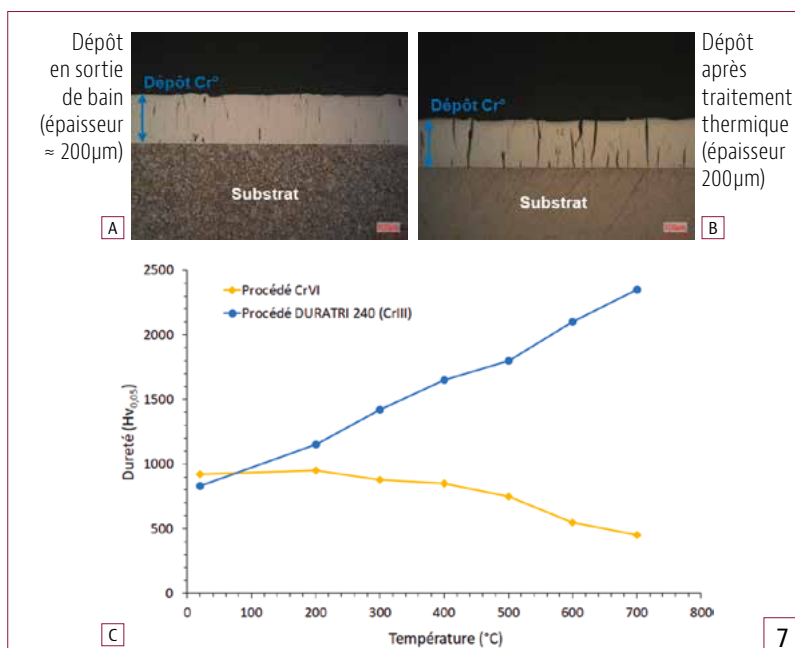 Dépôt
en sortie
de bain
(épaisseur
≈ 200µm)
A
Dépôt Cr°
Substrat
Dépôt Cr°
Substrat
B
Dépôt
après
traitement
thermique
(épaisseur
200µm)
Procédé CrVI
Procédé DURATRI 240 (CrIII)
Dureté (Hv0,05)
2500
2000
1500
1000
500
0
0 100 200 300 400 500 600 700 800
Température (°C)
C
7